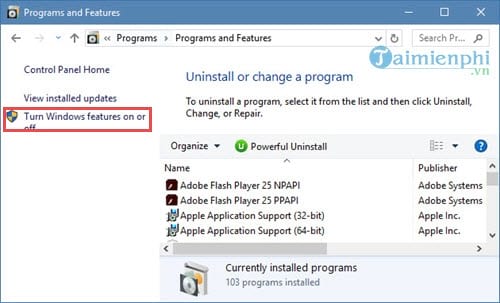 Programs and Features
Programs > Programs and Features
Search Pr...
Taimienphi
.vn
Control Panel Home
View installed updates
Turn Windows features on or
off
Uninstall or change a program
To uninstall a program, select it from the list and then click Uninstall,
Change, or Repair.
Organize Powerful Uninstall
Name Publisher
Adobe Flash Player 25 NPAPI Adobe Systems
Adobe Flash Player 25 PPAPI Adobe Systems
Apple Application Support (32-bit) Apple Inc.
Apple Application Support (64-bit) Apple Inc.
Currently installed programs
103 programs installed